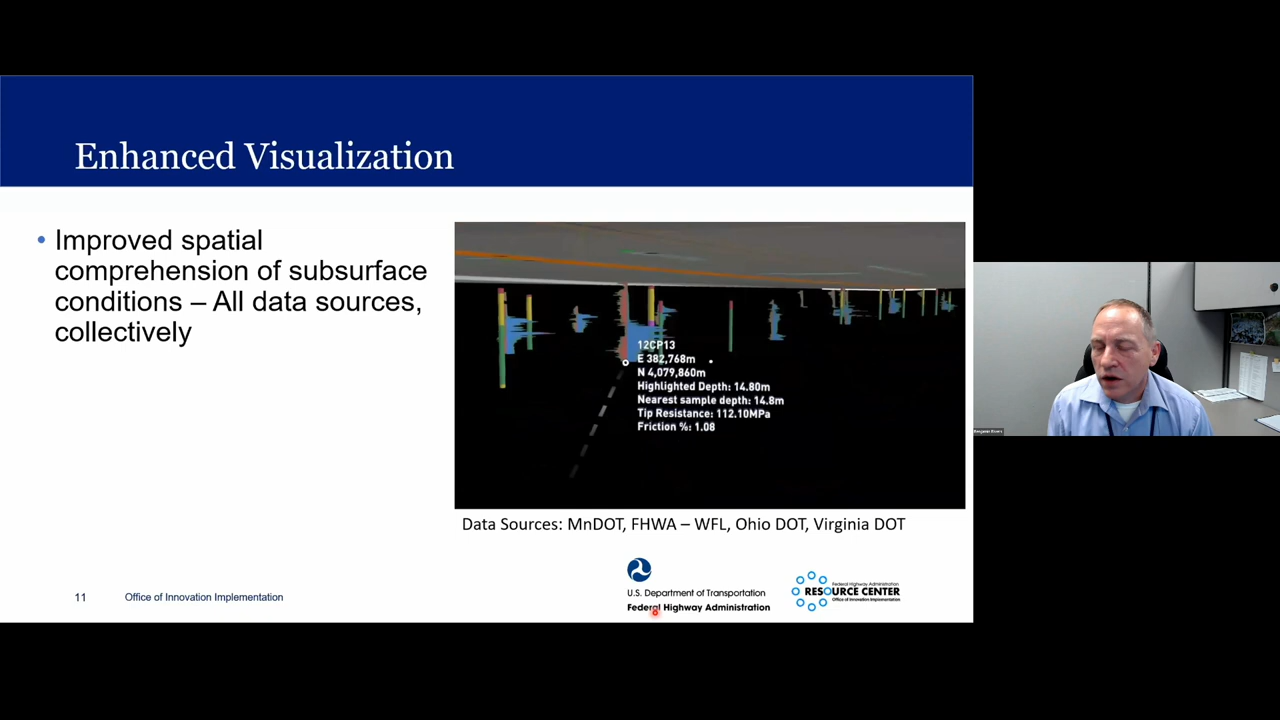 Enhanced Visualization
• Improved spatial
comprehension of subsurface
conditions – All data sources,
collectively
12CP13
E 382,768m
N 4,079,860m
Highlighted Depth: 14.80m
Nearest sample depth: 14.8m
Tip Resistance: 112.10MPa
Friction %: 1.08
Data Sources: MnDOT, FHWA – WFL, Ohio DOT, Virginia DOT
11
Office of Innovation Implementation
U.S. Department of Transportation
Federal Highway Administration
Federal Highway Administration
RESOURCE CENTER
Office of Innovation Implementation